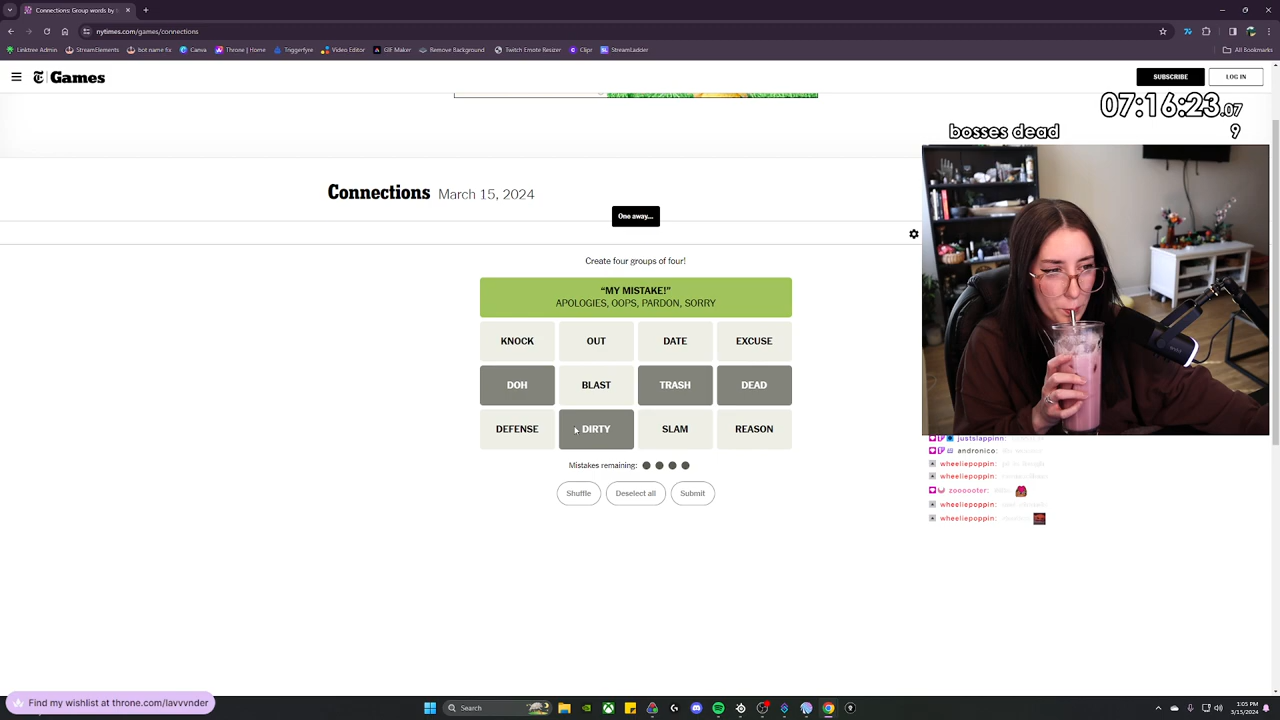 Connections: Group words by t
nytimes.com/games/connections
Linktree Admin
StreamElements
bot name fix
Canva
Throne | Home
Triggerfyre
Video Editor
GIF Maker
Remove Background
Twitch Emote Resizer
Clipr
StreamLadder
All Bookmarks
Games
SUBSCRIBE
LOG IN
07:16:23.07
bosses dead 9
Connections March 15, 2024
One away...
Create four groups of four!
“MY MISTAKE!”
APOLOGIES, OOPS, PARDON, SORRY
KNOCK OUT DATE EXCUSE
DOH BLAST TRASH DEAD
DEFENSE DIRTY SLAM REASON
Mistakes remaining:
Shuffle Deselect all Submit
justslappinn:
andronico:
wheeliepoppin:
wheeliepoppin:
zoooooter:
wheeliepoppin:
wheeliepoppin:
Find my wishlist at throne.com/lavvvnder
Search
1:05 PM
3/15/2024